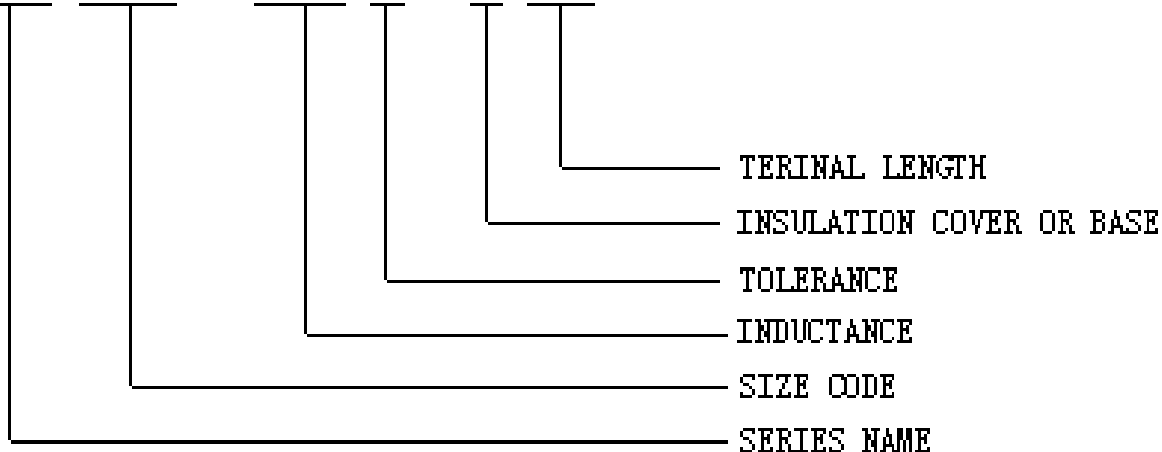 TERINAL LENGTH
INSULATION COVER OR BASE
TOLERANCE
INDUCTANCE
SIZE CODE
SERIES NAME